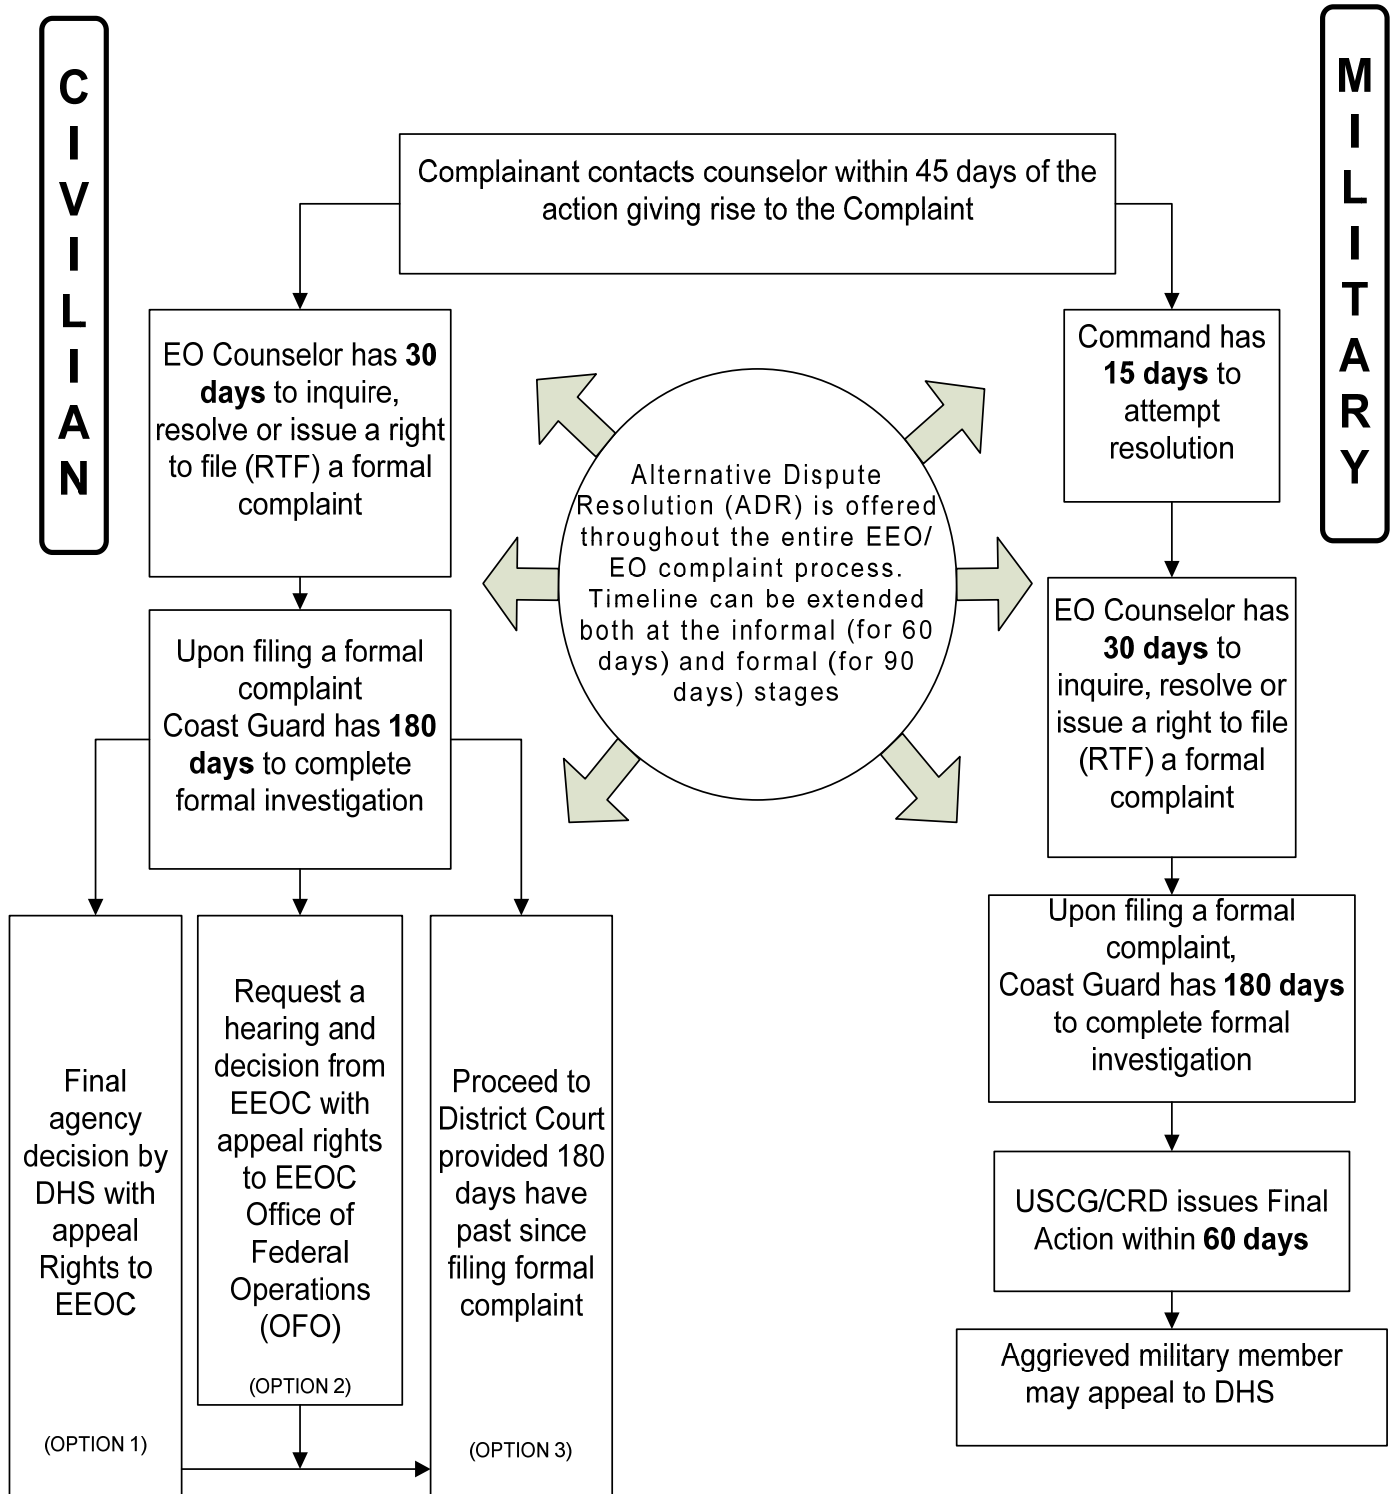 CIVILIAN
MILITARY
Complainant contacts counselor within 45 days of the
action giving rise to the Complaint
EO Counselor has 30
days to inquire,
resolve or issue a right
to file (RTF) a formal
complaint
Upon filing a formal
complaint
Coast Guard has 180
days to complete
formal investigation
Final
agency
decision by
DHS with
appeal
Rights to
EEOC
(OPTION 1)
Request a
hearing and
decision from
EEOC with
appeal rights
to EEOC
Office of
Federal
Operations
(OFO)
(OPTION 2)
Proceed to
District Court
provided 180
days have
past since
filing formal
complaint
(OPTION 3)
Alternative Dispute
Resolution (ADR) is offered
throughout the entire EEO/
EO complaint process.
Timeline can be extended
both at the informal (for 60
days) and formal (for 90
days) stages
Command has
15 days to
attempt
resolution
EO Counselor has
30 days to
inquire, resolve or
issue a right to file
(RTF) a formal
complaint
Upon filing a formal
complaint,
Coast Guard has 180 days
to complete formal
investigation
USCG/CRD issues Final
Action within 60 days
Aggrieved military member
may appeal to DHS